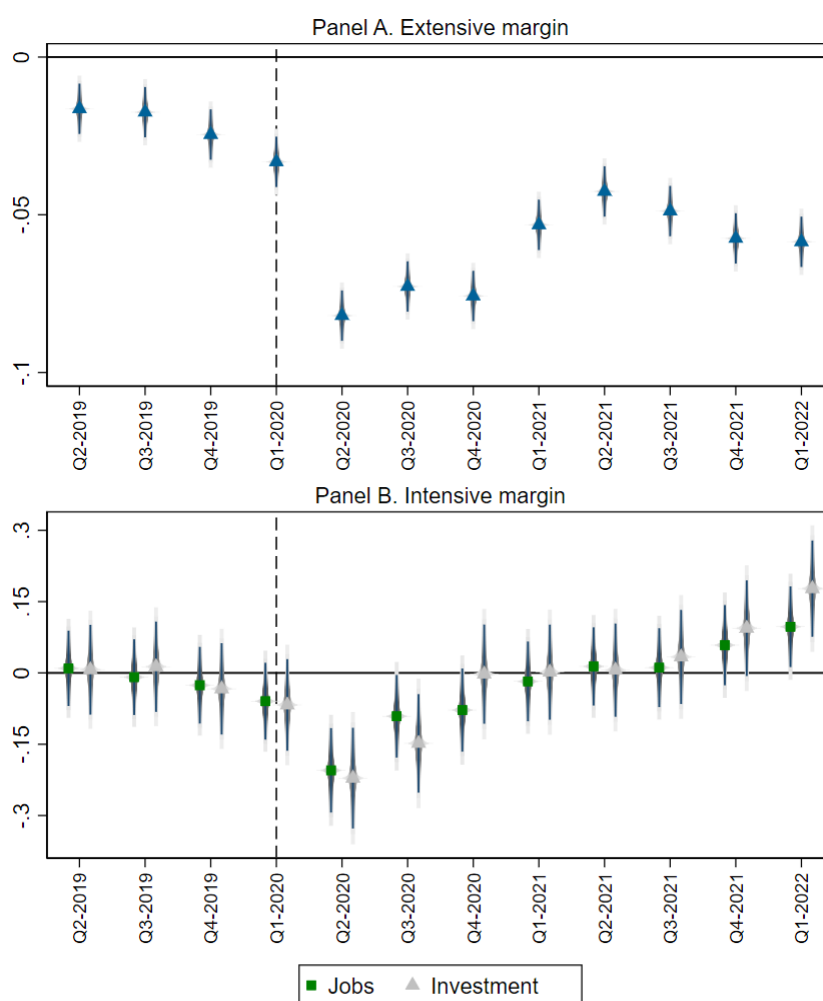 Panel A. Extensive margin
0
-.05
-.1
Q2-2019
Q3-2019
Q4-2019
Q1-2020
Q2-2020
Q3-2020
Q4-2020
Q1-2021
Q2-2021
Q3-2021
Q4-2021
Q1-2022
Panel B. Intensive margin
.3
.15
0
-.15
-.3
Q2-2019
Q3-2019
Q4-2019
Q1-2020
Q2-2020
Q3-2020
Q4-2020
Q1-2021
Q2-2021
Q3-2021
Q4-2021
Q1-2022
Jobs Investment